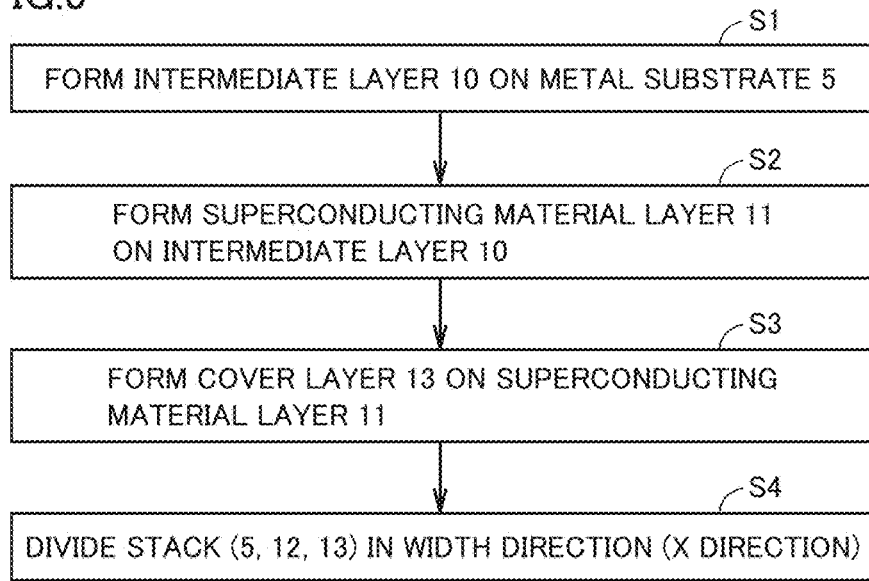 S1
FORM INTERMEDIATE LAYER 10 ON METAL SUBSTRATE 5
S2
FORM SUPERCONDUCTING MATERIAL LAYER 11
ON INTERMEDIATE LAYER 10
S3
FORM COVER LAYER 13 ON SUPERCONDUCTING
MATERIAL LAYER 11
S4
DIVIDE STACK (5, 12, 13) IN WIDTH DIRECTION (X DIRECTION)